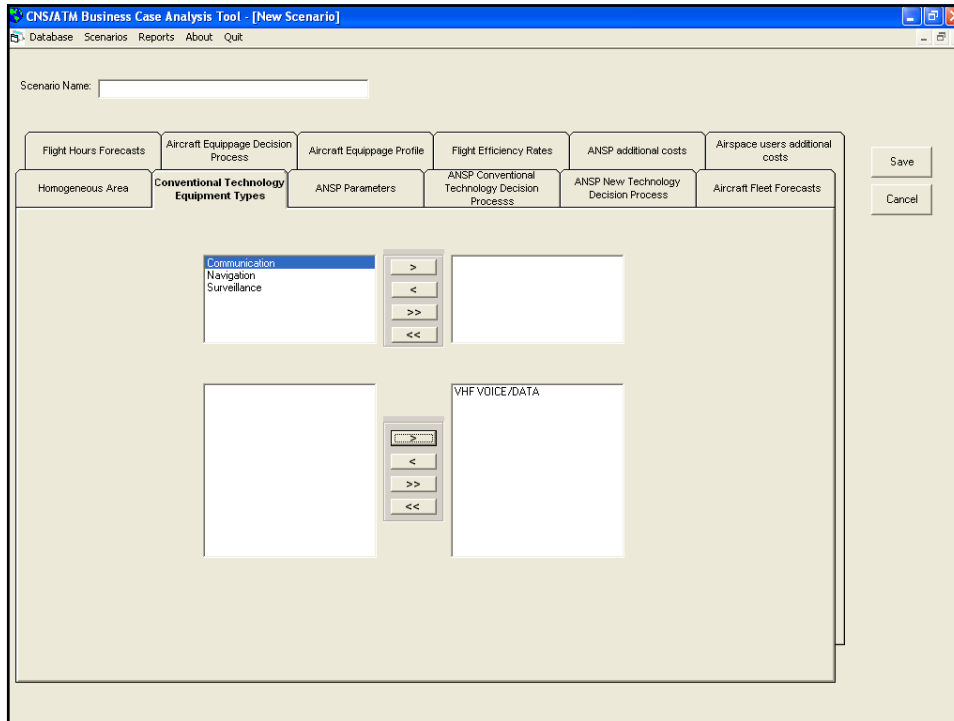 CNS/ATM Business Case Analysis Tool - [New Scenario]
Database Scenarios Reports About Quit
Scenario Name:
Flight Hours Forecasts
Aircraft Equippage Decision
Process
Aircraft Equippage Profile
Flight Efficiency Rates
ANSP additional costs
Airspace users additional
costs
Save
Homogeneous Area
Conventional Technology
Equipment Types
ANSP Parameters
ANSP Conventional
Technology Decision
Processs
ANSP New Technology
Decision Process
Aircraft Fleet Forecasts
Cancel
Communication
Navigation
Surveillance
>
<
>>
<<
VHF VOICE/DATA
>
<
>>
<<